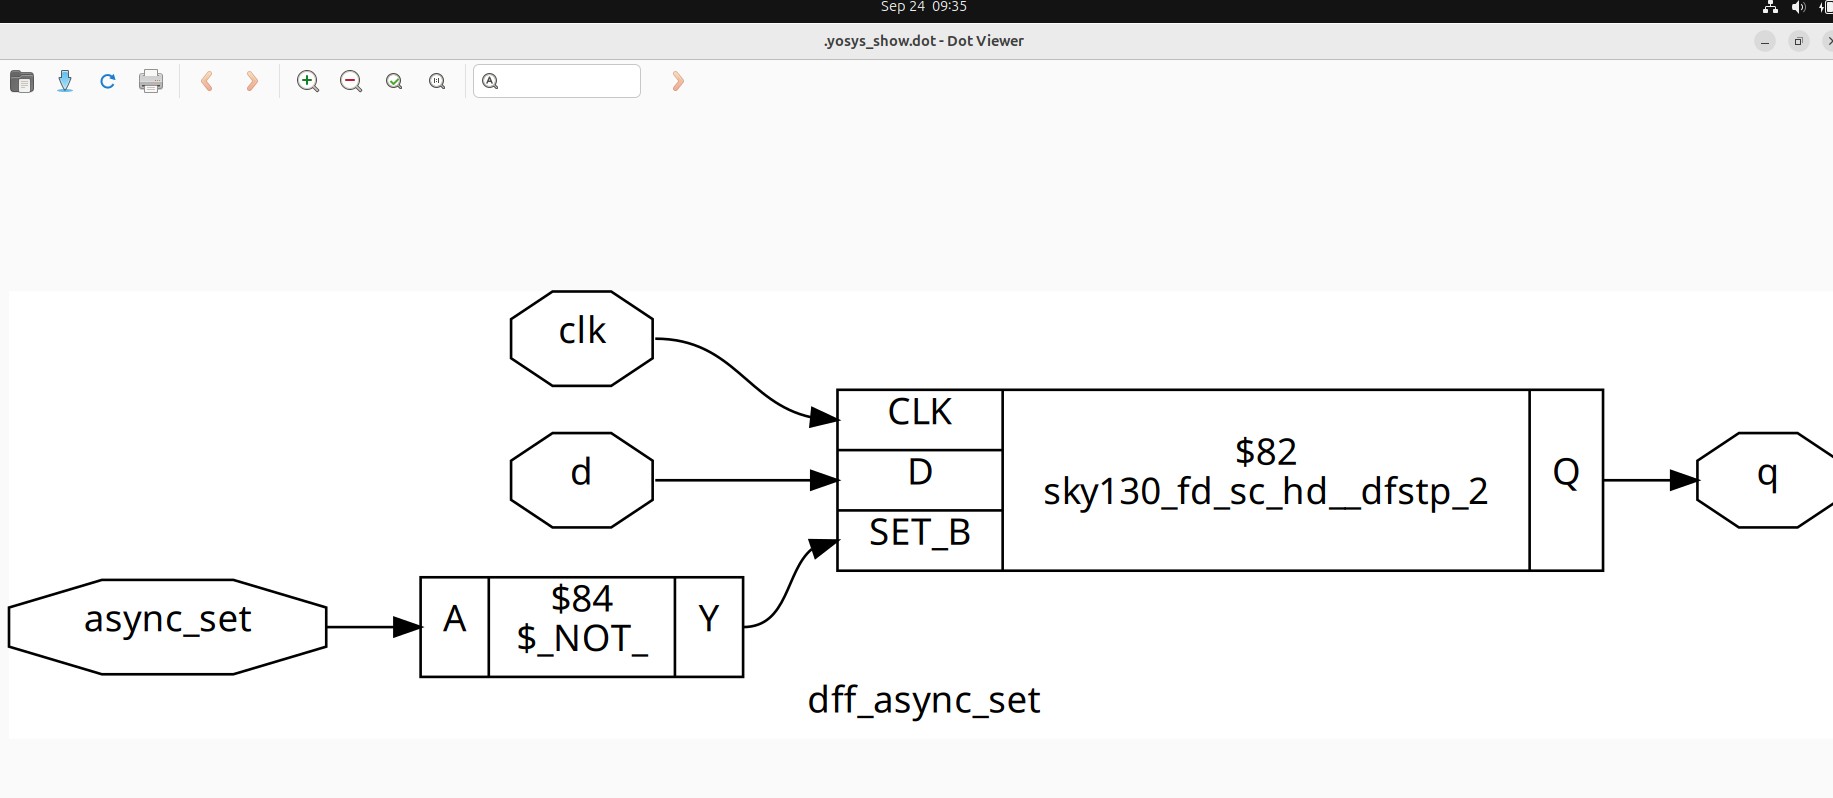 Sep 24 09:35
.yosys_show.dot - Dot Viewer
clk
CLK
d
D
$82
sky130_fd_sc_hd__dfstp_2
Q
q
SET_B
async_set
A
$84
$_NOT_
Y
dff_async_set